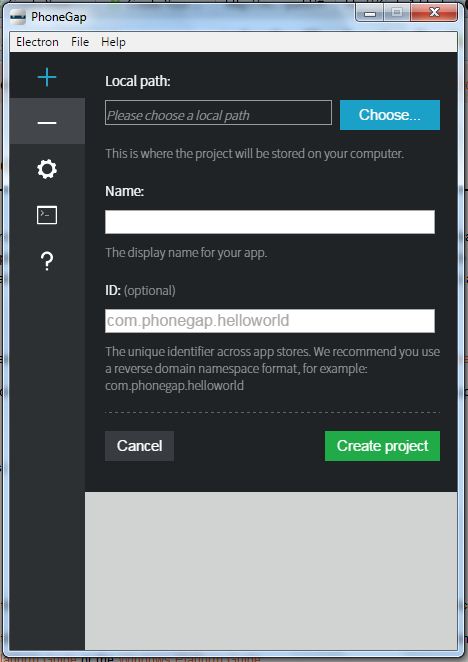 PhoneGap
Electron File Help
Local path:
Please choose a local path
Choose...
This is where the project will be stored on your computer.
Name:
The display name for your app.
ID: (optional)
com.phonegap.helloworld
The unique identifier across app stores. We recommend you use
a reverse domain namespace format, for example:
com.phonegap.helloworld
Cancel
Create project